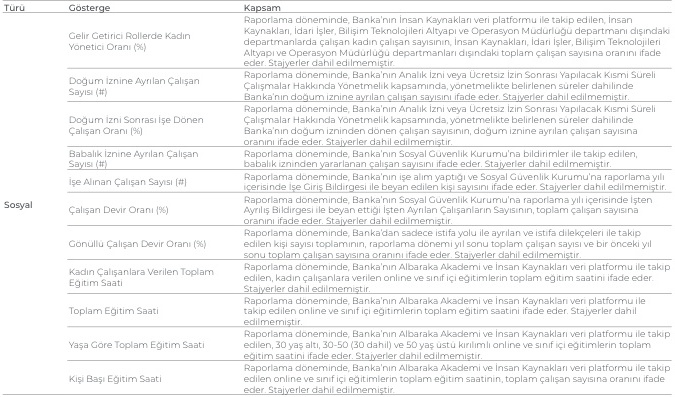 Türü Gösterge Kapsam
Gelir Getirici Rollerde Kadın
Yönetici Oranı (%)
Raporlama döneminde, Banka'nın İnsan Kaynakları veri platformu ile takip edilen, İnsan
Kaynakları, İdari İşler, Bilişim Teknolojileri Altyapı ve Operasyon Müdürlüğü departmanı dışındaki
departmanlarda çalışan kadın çalışan sayısının, İnsan Kaynakları, İdari İşler, Bilişim Teknolojileri
Altyapı ve Operasyon Müdürlüğü departmanları dışındaki toplam çalışan sayısına oranını ifade
eder. Stajyerler dahil edilmemiştir.
Doğum İznine Ayrılan Çalışan
Sayısı (#)
Raporlama döneminde, Banka'nın Analık İzni veya Ücretsiz İzin Sonrası Yapılacak Kısmi Süreli
Çalışmalar Hakkında Yönetmelik kapsamında, yönetmelikte belirlenen süreler dahilinde
Banka'nın doğum iznine ayrılan çalışan sayısını ifade eder. Stajyerler dahil edilmemiştir.
Doğum İzni Sonrası İşe Dönen
Çalışan Oranı (%)
Raporlama döneminde, Banka'nın Analık İzni veya Ücretsiz İzin Sonrası Yapılacak Kısmi Süreli
Çalışmalar Hakkında Yönetmelik kapsamında, yönetmelikte belirlenen süreler dahilinde
Banka'nın doğum izninden dönen çalışan sayısının, doğum iznine ayrılan çalışan sayısına
oranını ifade eder. Stajyerler dahil edilmemiştir.
Babalık İznine Ayrılan Çalışan
Sayısı (#)
Raporlama döneminde, Banka'nın Sosyal Güvenlik Kurumu'na bildirimler ile takip edilen,
babalık izninden yararlanan çalışan sayısını ifade eder. Stajyerler dahil edilmemiştir.
İşe Alınan Çalışan Sayısı (#)
Raporlama döneminde, Banka'nın işe alım yaptığı ve Sosyal Güvenlik Kurumu'na raporlama yılı
içerisinde İşe Giriş Bildirgesi ile beyan edilen kişi sayısını ifade eder. Stajyerler dahil edilmemiştir.
Sosyal
Çalışan Devir Oranı (%)
Raporlama döneminde, Banka'nın Sosyal Güvenlik Kurumu'na raporlama yılı içerisinde İşten
Ayrılış Bildirgesi ile beyan ettiği İşten Ayrılan Çalışanların Sayısının, toplam çalışan sayısına
oranını ifade eder. Stajyerler dahil edilmemiştir.
Gönüllü Çalışan Devir Oranı (%)
Raporlama döneminde, Banka'dan sadece istifa yolu ile ayrılan ve istifa dilekçeleri ile takip
edilen kişi sayısı toplamının, raporlama dönemi yıl sonu toplam çalışan sayısı ve bir önceki yıl
sonu toplam çalışan sayısı oranını ifade eder. Stajyerler dahil edilmemiştir.
Kadın Çalışanlara Verilen Toplam
Eğitim Saati
Raporlama döneminde, Banka'nın Albaraka Akademi ve İnsan Kaynakları veri platformu ile takip
edilen, kadın çalışanlara verilen online ve sınıf içi eğitimlerin toplam eğitim saatini ifade eder.
Stajyerler dahil edilmemiştir.
Toplam Eğitim Saati
Raporlama döneminde, Banka'nın Albaraka Akademi ve İnsan Kaynakları veri platformu ile
takip edilen online ve sınıf içi eğitimlerin toplam eğitim saatini ifade eder. Stajyerler dahil
edilmemiştir.
Yaşa Göre Toplam Eğitim Saati
Raporlama döneminde, Banka'nın Albaraka Akademi ve İnsan Kaynakları veri platformu ile takip
edilen, 30 yaş altı, 30-50 (30 dahil) ve 50 yaş üstü kırılımlı online ve sınıf içi eğitimlerin toplam
eğitim saatini ifade eder. Stajyerler dahil edilmemiştir.
Kişi Başı Eğitim Saati
Raporlama döneminde, Banka'nın Albaraka Akademi ve İnsan Kaynakları veri platformu ile takip
edilen online ve sınıf içi eğitimlerin toplam eğitim saatinin, toplam çalışan sayısına oranını ifade
eder. Stajyerler dahil edilmemiştir.